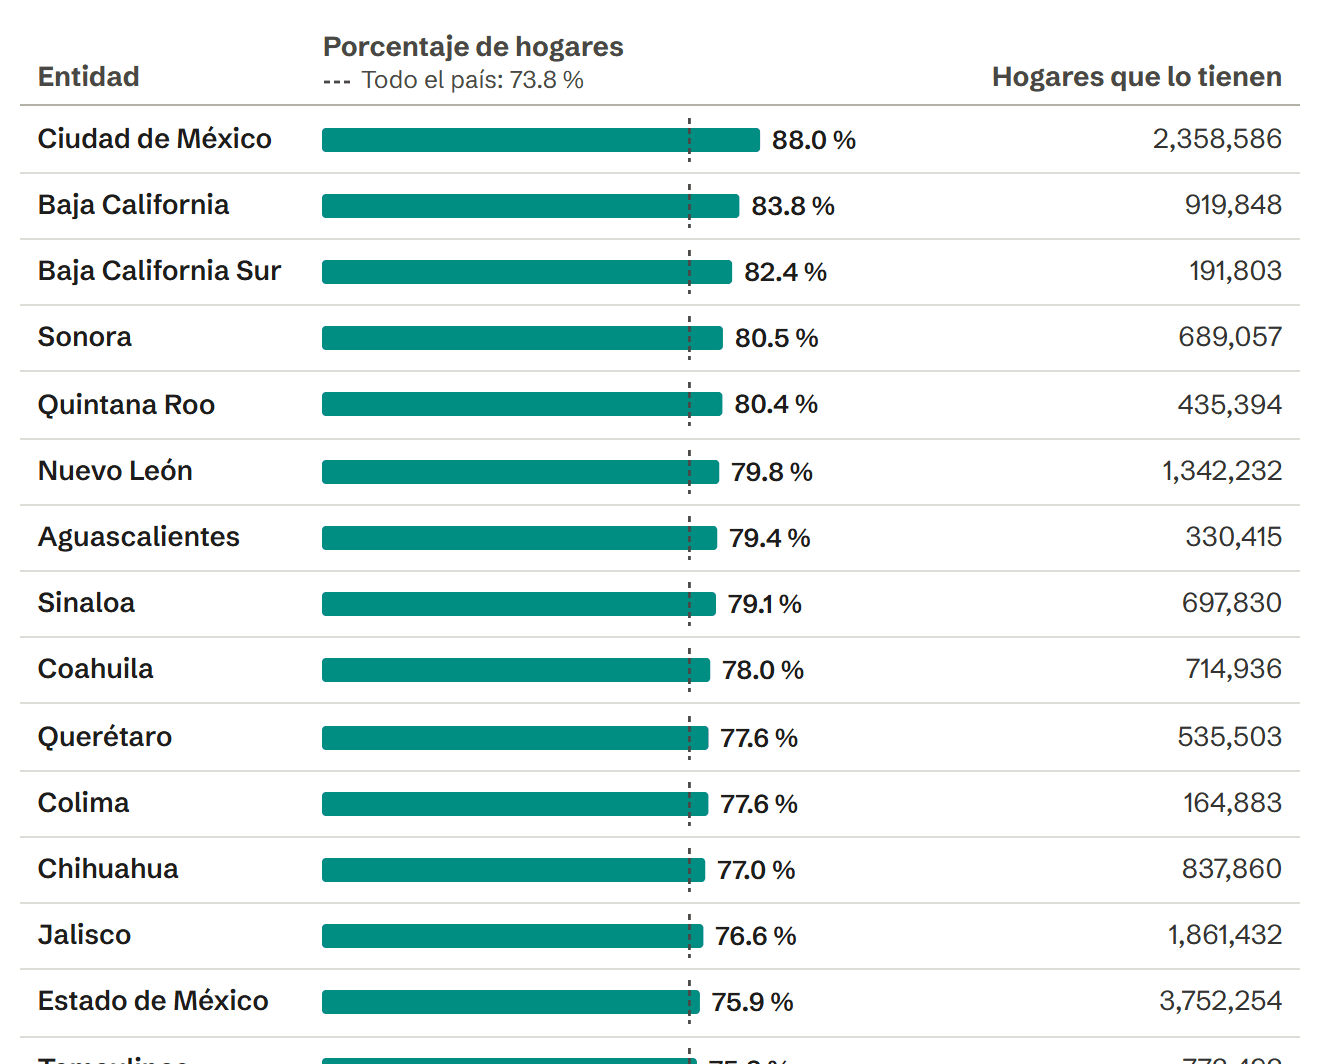 Entidad
Porcentaje de hogares
Todo el país: 73.8 %
Hogares que lo tienen
Ciudad de México 88.0 % 2,358,586
Baja California 83.8 % 919,848
Baja California Sur 82.4 % 191,803
Sonora 80.5 % 689,057
Quintana Roo 80.4 % 435,394
Nuevo León 79.8 % 1,342,232
Aguascalientes 79.4 % 330,415
Sinaloa 79.1 % 697,830
Coahuila 78.0 % 714,936
Querétaro 77.6 % 535,503
Colima 77.6 % 164,883
Chihuahua 77.0 % 837,860
Jalisco 76.6 % 1,861,432
Estado de México 75.9 % 3,752,254